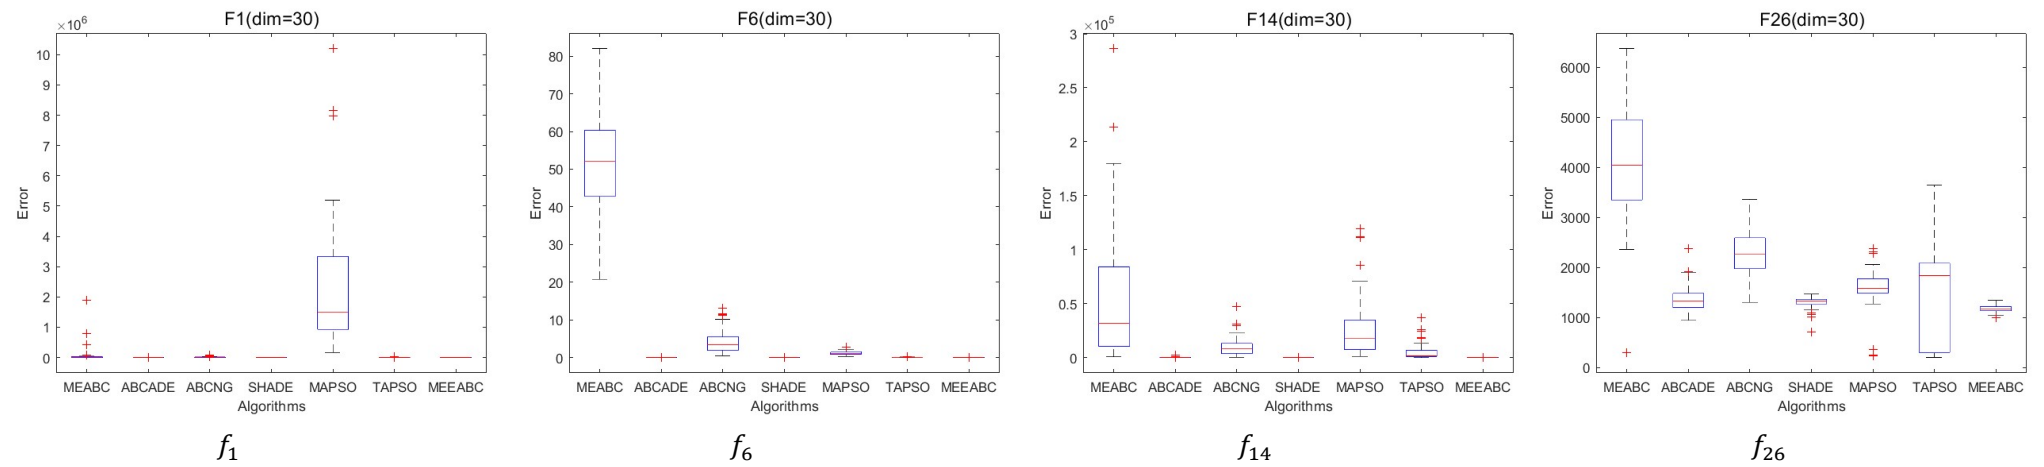 F1(dim=30)
×10⁶
10
9
8
7
6
5
4
3
2
1
0
Error
MEABC ABCADE ABCNG SHADE MAPSO TAPSO MEEABC
Algorithms
f₁
F6(dim=30)
80
70
60
50
40
30
20
10
0
Error
MEABC ABCADE ABCNG SHADE MAPSO TAPSO MEEABC
Algorithms
f₆
F14(dim=30)
×10⁵
3
2.5
2
1.5
1
0.5
0
Error
MEABC ABCADE ABCNG SHADE MAPSO TAPSO MEEABC
Algorithms
f₁₄
F26(dim=30)
6000
5000
4000
3000
2000
1000
0
Error
MEABC ABCADE ABCNG SHADE MAPSO TAPSO MEEABC
Algorithms
f₂₆